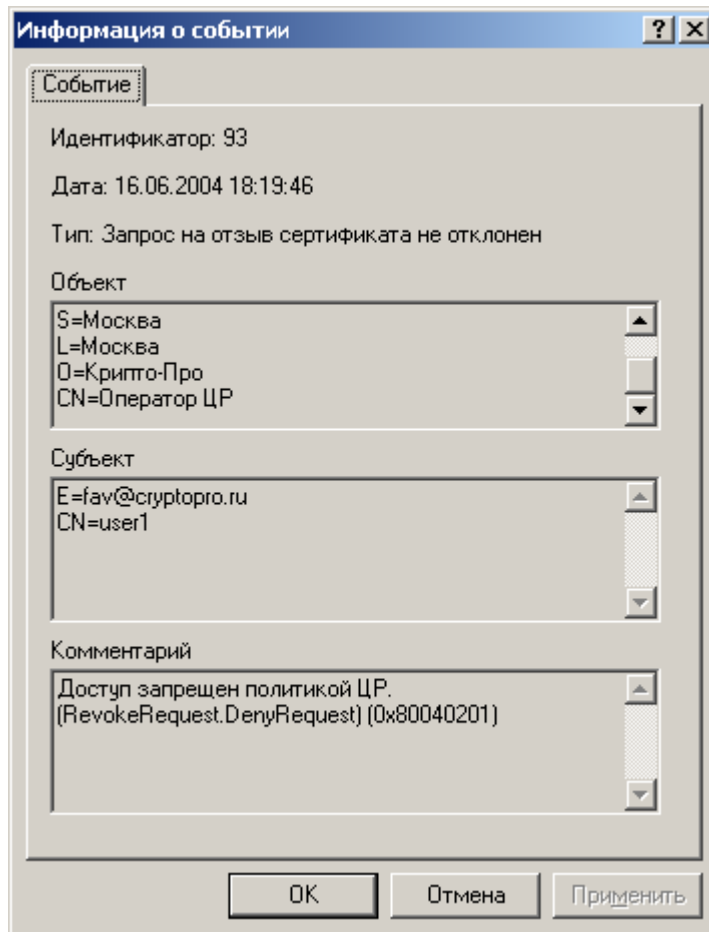 Информация о событии
Событие
Идентификатор: 93
Дата: 16.06.2004 18:19:46
Тип: Запрос на отзыв сертификата не отклонен
Объект
S=Москва
L=Москва
O=Крипто-Про
CN=Оператор ЦР
Субъект
E=fav@cryptopro.ru
CN=user1
Комментарий
Доступ запрещен политикой ЦР.
(RevokeRequest.DenyRequest) (0x80040201)
OK Отмена Применить